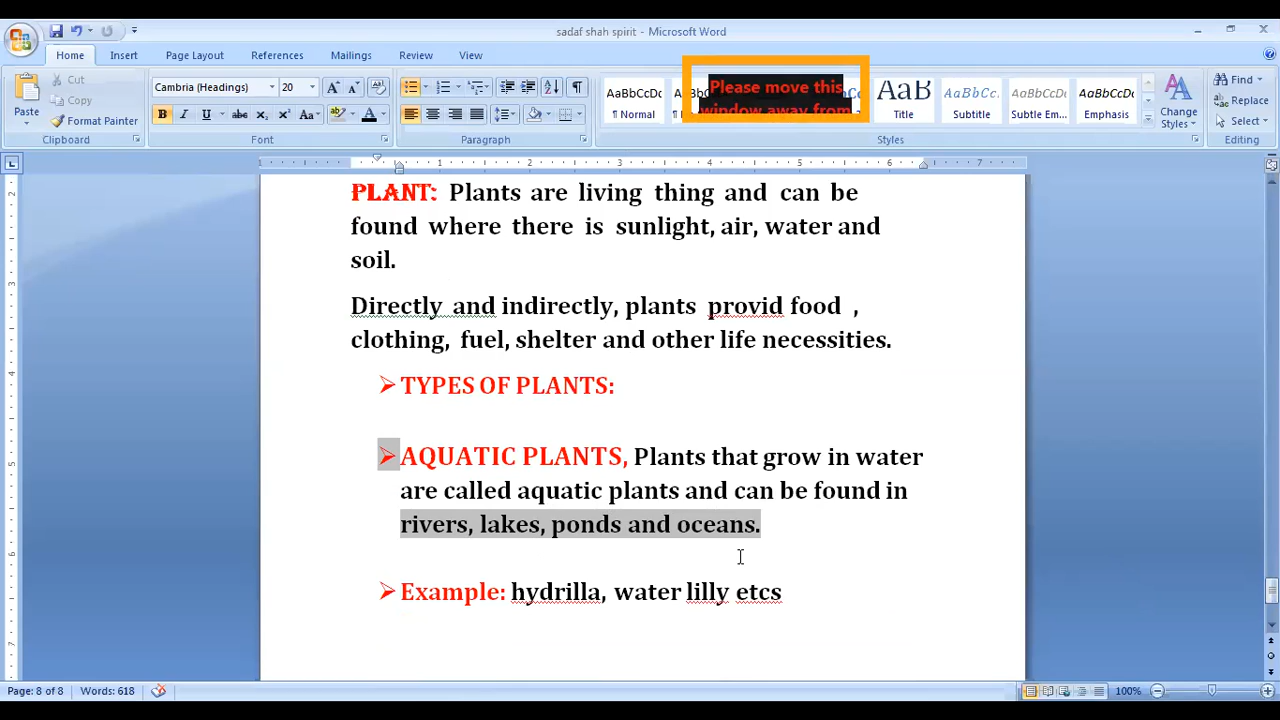 sadaf shah spirit - Microsoft Word
Home Insert Page Layout References Mailings Review View
Cut
Copy
Format Painter
Paste
Clipboard
Cambria (Headings) 20
Font
Paragraph
AaBbCcDc
¶ Normal
Please move this
window away from
AaB
Title
AaBbCc.
Subtitle
AaBbCcDc
Subtle Em...
AaBbCcDc
Emphasis
Change
Styles
Styles
Find
Replace
Select
Editing
PLANT: Plants are living thing and can be
found where there is sunlight, air, water and
soil.
Directly and indirectly, plants provid food ,
clothing, fuel, shelter and other life necessities.
TYPES OF PLANTS:
AQUATIC PLANTS, Plants that grow in water
are called aquatic plants and can be found in
rivers, lakes, ponds and oceans.
Example: hydrilla, water lilly etcs
Page: 8 of 8 Words: 618 100%